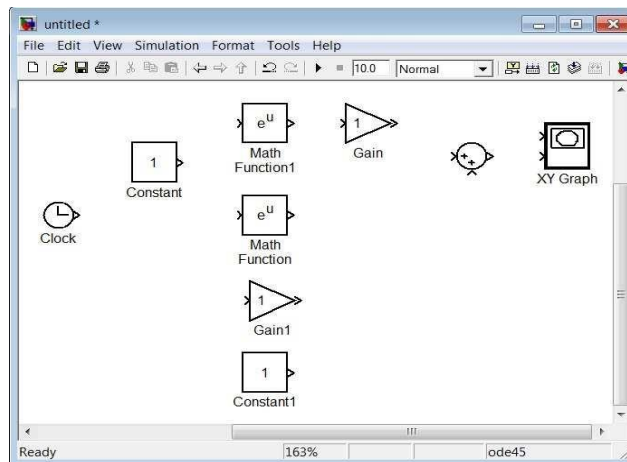 untitled *
File Edit View Simulation Format Tools Help
10.0 Normal
e^u
1
Math
Function1
Gain
1
Constant
XY Graph
Clock
e^u
Math
Function
1
Gain1
1
Constant1
Ready 163% ode45